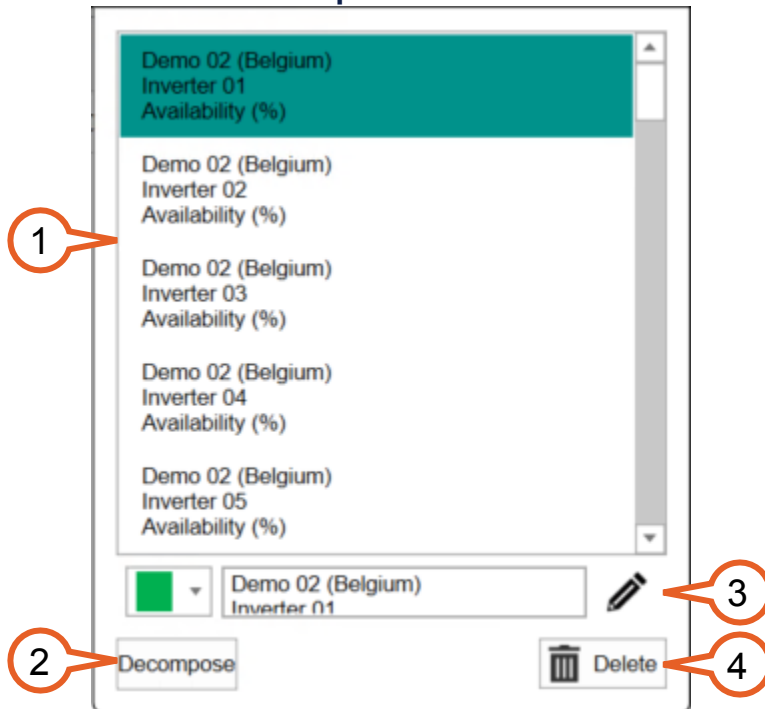 Demo 02 (Belgium)
Inverter 01
Availability (%)
Demo 02 (Belgium)
Inverter 02
Availability (%)
1
Demo 02 (Belgium)
Inverter 03
Availability (%)
Demo 02 (Belgium)
Inverter 04
Availability (%)
Demo 02 (Belgium)
Inverter 05
Availability (%)
Demo 02 (Belgium)
Inverter 01
3
2
Decompose
Delete
4